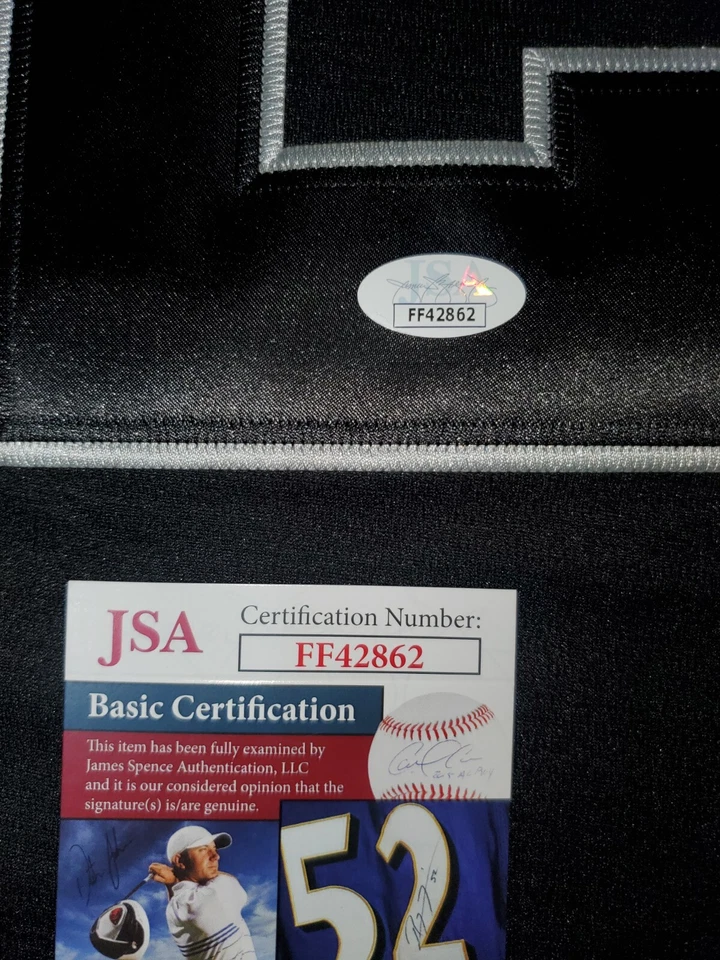 JSA
FF42862
JSA
Certification Number:
FF42862
Basic Certification
This item has been fully examined by
James Spence Authentication, LLC
and it is our considered opinion that the
signature(s) is/are genuine.
52
52